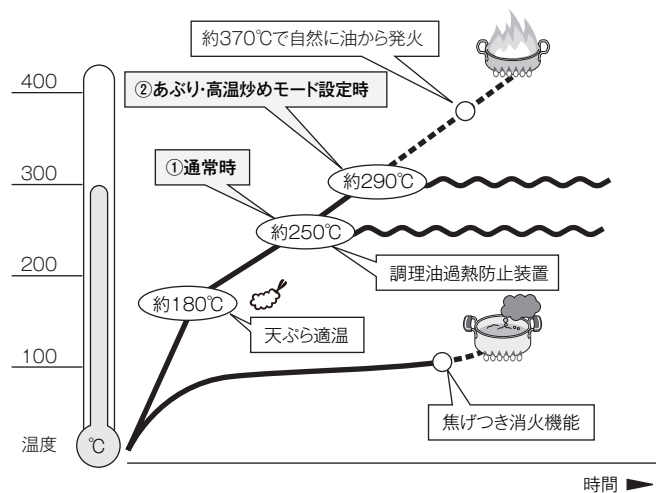 約370℃で自然に油から発火
400
②あぶり・高温炒めモード設定時
300
①通常時
約290℃
約250℃
200
調理油過熱防止装置
約180℃
天ぷら適温
100
焦げつき消火機能
温度
℃
時間